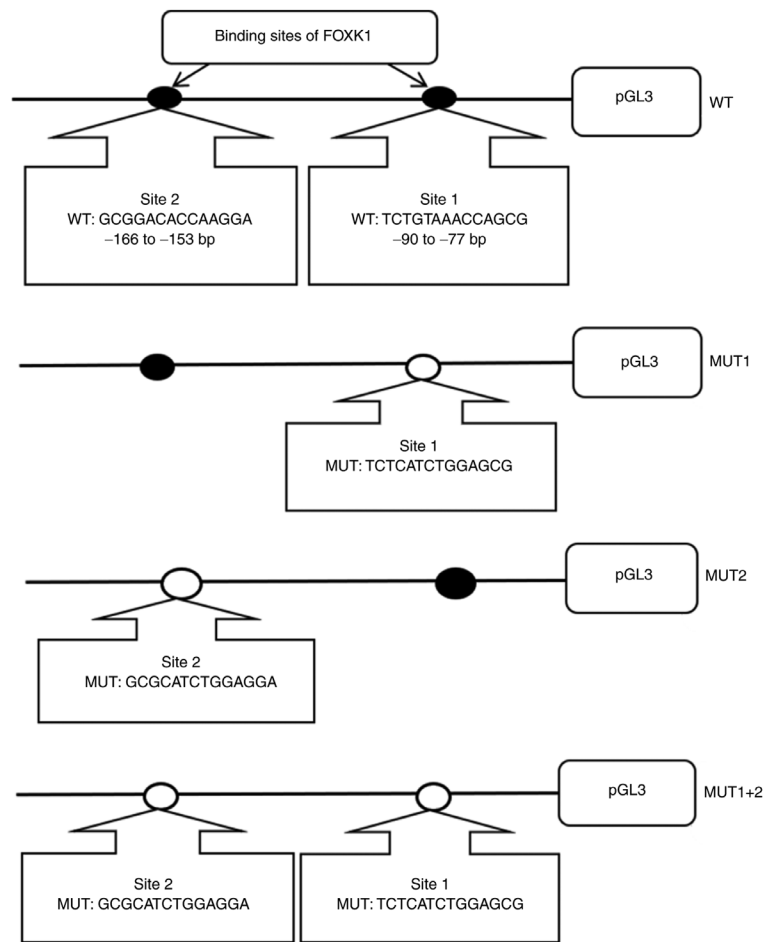 Binding sites of FOXK1
pGL3
WT
Site 2
WT: GCGGACACCAAGGA
–166 to –153 bp
Site 1
WT: TCTGTAAACCAGCG
–90 to –77 bp
pGL3
MUT1
Site 1
MUT: TCTCATCTGGAGCG
pGL3
MUT2
Site 2
MUT: GCGCATCTGGAGGA
pGL3
MUT1+2
Site 2
MUT: GCGCATCTGGAGGA
Site 1
MUT: TCTCATCTGGAGCG